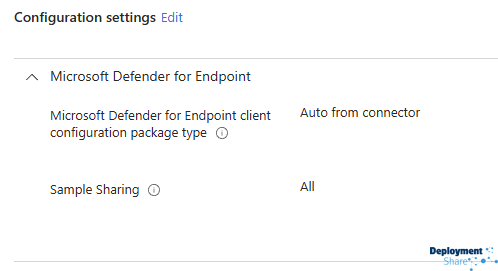 Configuration settings Edit
Microsoft Defender for Endpoint
Microsoft Defender for Endpoint client Auto from connector
configuration package type
Sample Sharing All
Deployment
Share